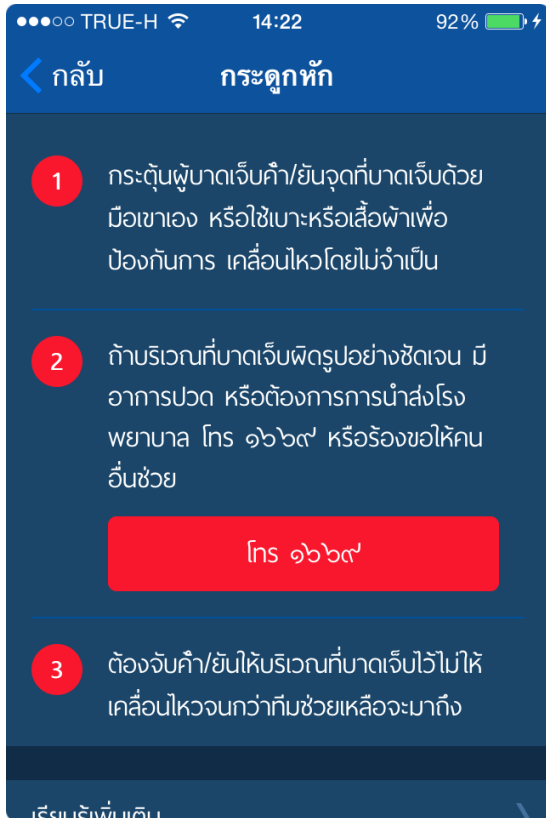 TRUE-H 14:22 92%
กลับ กระดูกหัก
1 กระตุ้นผู้บาดเจ็บค้ำ/ยันจุดที่บาดเจ็บด้วย
มือเขาเอง หรือใช้เบาะหรือเสื้อผ้าเพื่อ
ป้องกันการ เคลื่อนไหวโดยไม่จำเป็น
2 ถ้าบริเวณที่บาดเจ็บผิดรูปอย่างชัดเจน มี
อาการปวด หรือต้องการการนำส่งโรง
พยาบาล โทร ๑๖๖๙ หรือร้องขอให้คน
อื่นช่วย
โทร ๑๖๖๙
3 ต้องจับค้ำ/ยันให้บริเวณที่บาดเจ็บไว้ไม่ให้
เคลื่อนไหวจนกว่าทีมช่วยเหลือจะมาถึง
เรียนรู้เพิ่มเติม